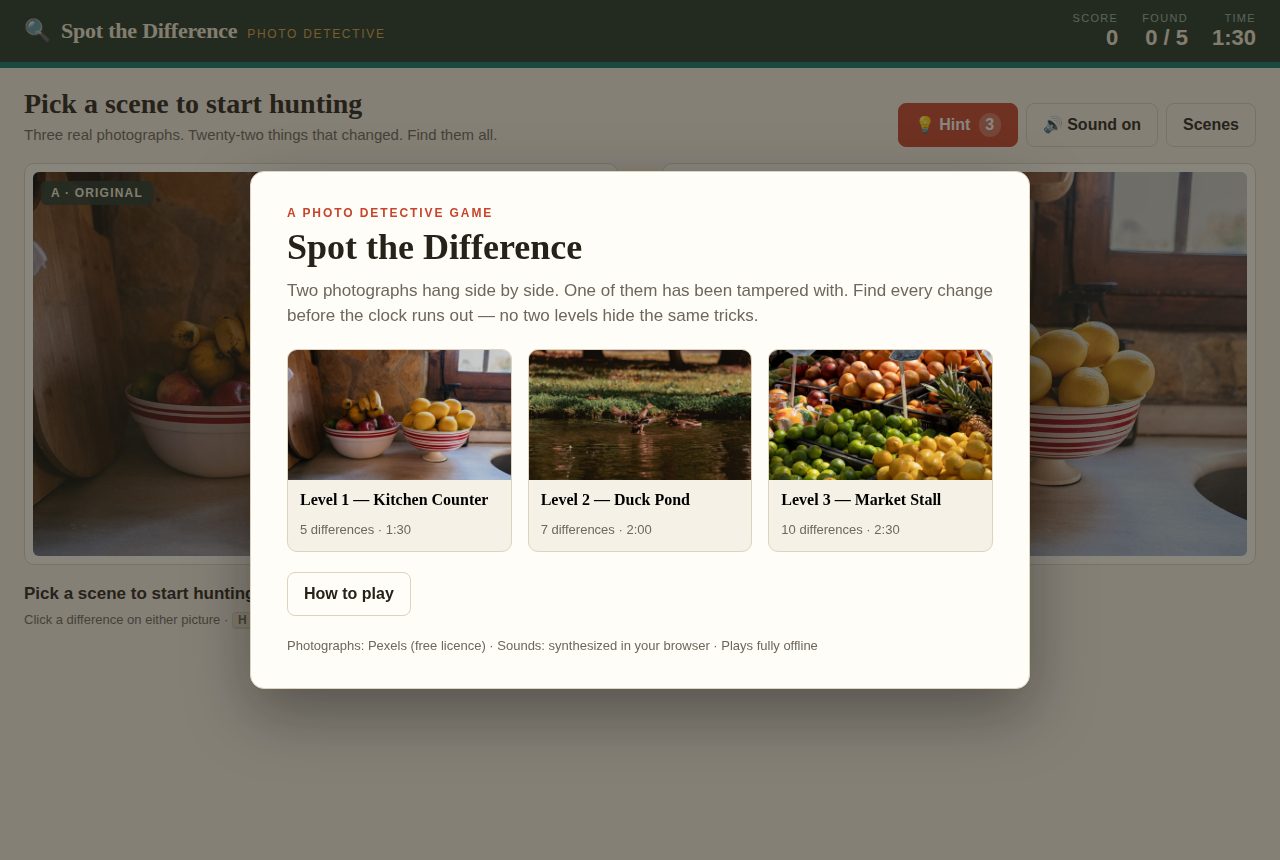 Spot the Difference PHOTO DETECTIVE
SCORE
0
FOUND
0 / 5
TIME
1:30
Pick a scene to start hunting
Three real photographs. Twenty-two things that changed. Find them all.
Hint 3
Sound on
Scenes
A · ORIGINAL
A PHOTO DETECTIVE GAME
Spot the Difference
Two photographs hang side by side. One of them has been tampered with. Find every change
before the clock runs out — no two levels hide the same tricks.
Level 1 — Kitchen Counter
5 differences · 1:30
Level 2 — Duck Pond
7 differences · 2:00
Level 3 — Market Stall
10 differences · 2:30
How to play
Photographs: Pexels (free licence) · Sounds: synthesized in your browser · Plays fully offline
Pick a scene to start hunting
Click a difference on either picture · H